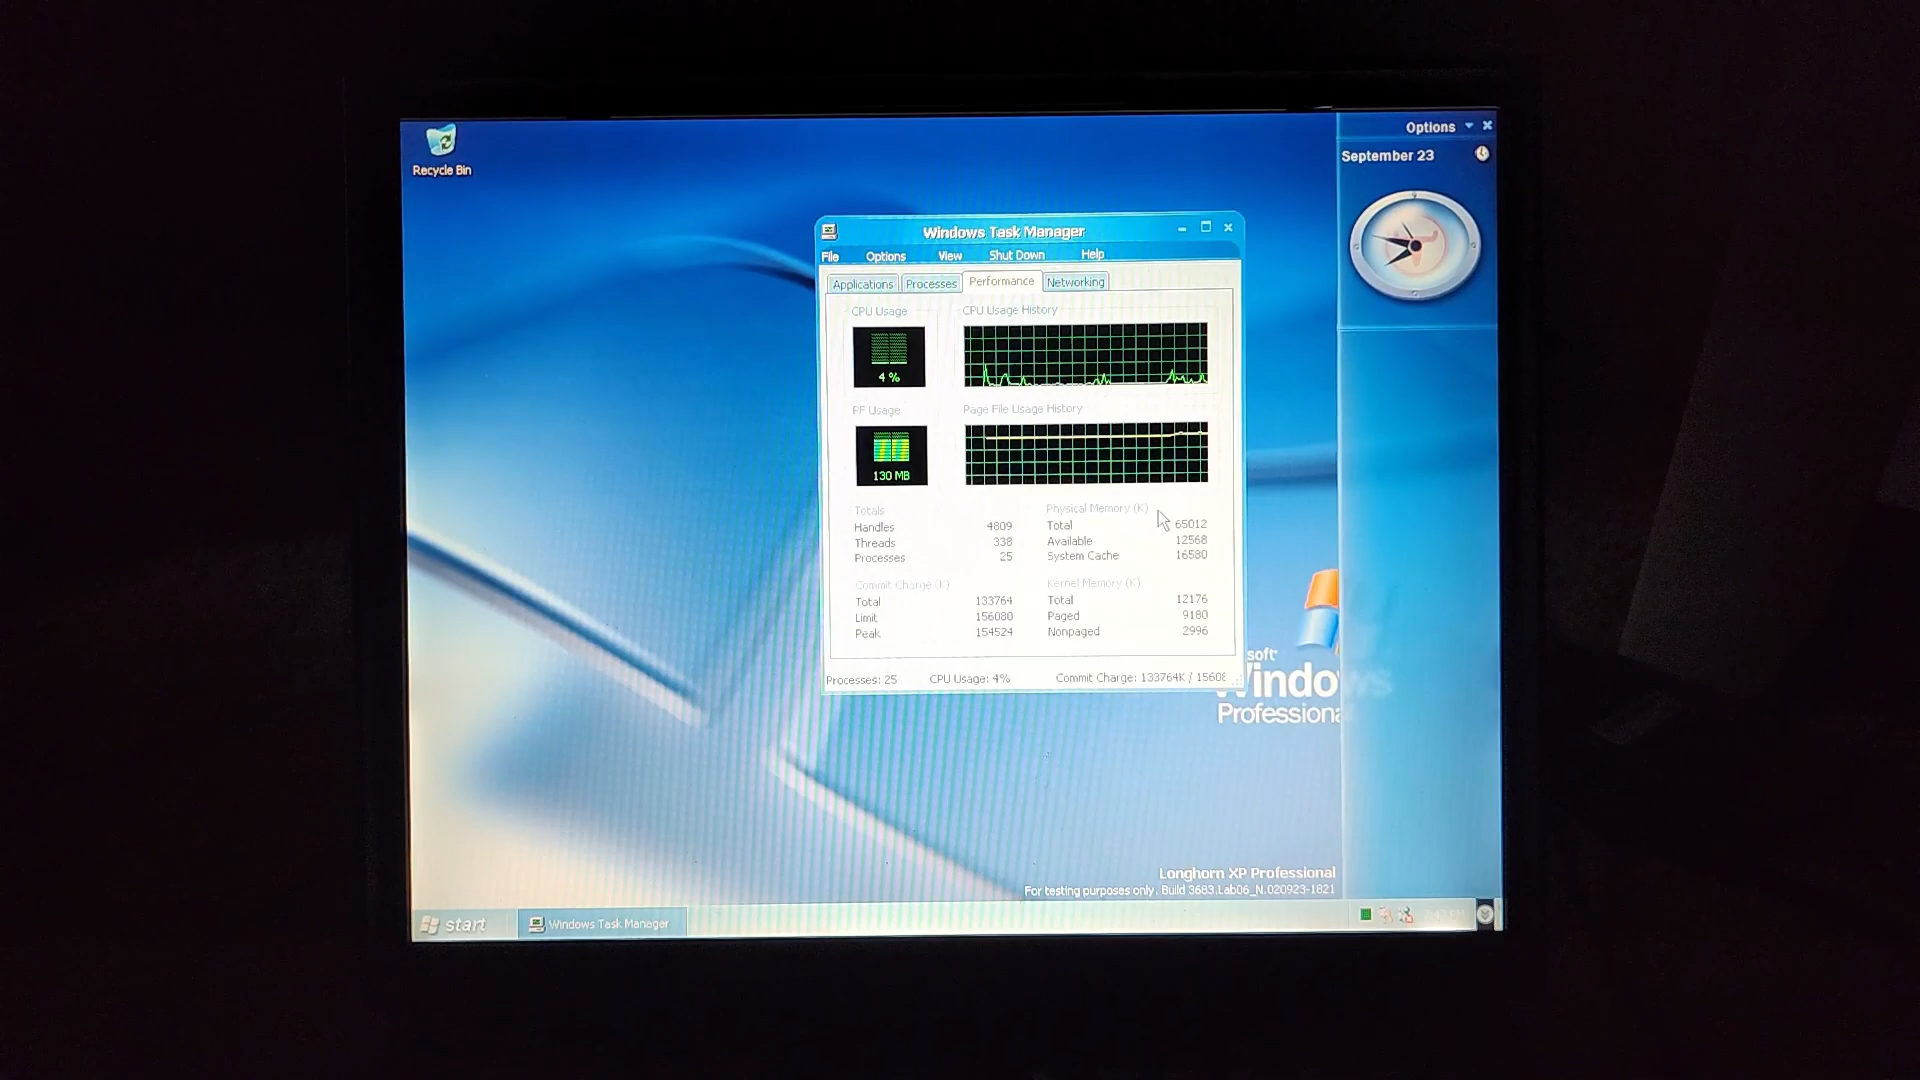 Recycle Bin
Options
September 23
Windows Task Manager
File Options View Shut Down Help
Applications Processes Performance Networking
CPU Usage CPU Usage History
4 %
PF Usage Page File Usage History
130 MB
Totals
Handles 4809
Threads 338
Processes 25
Physical Memory (K)
Total 65012
Available 12568
System Cache 16580
Commit Charge (K)
Total 133764
Limit 156080
Peak 154524
Kernel Memory (K)
Total 12176
Paged 9180
Nonpaged 2996
Processes: 25 CPU Usage: 4% Commit Charge: 133764K / 15608
soft
Windows
Professional
Longhorn XP Professional
For testing purposes only. Build 3683.Lab06_N.020923-1821
start Windows Task Manager